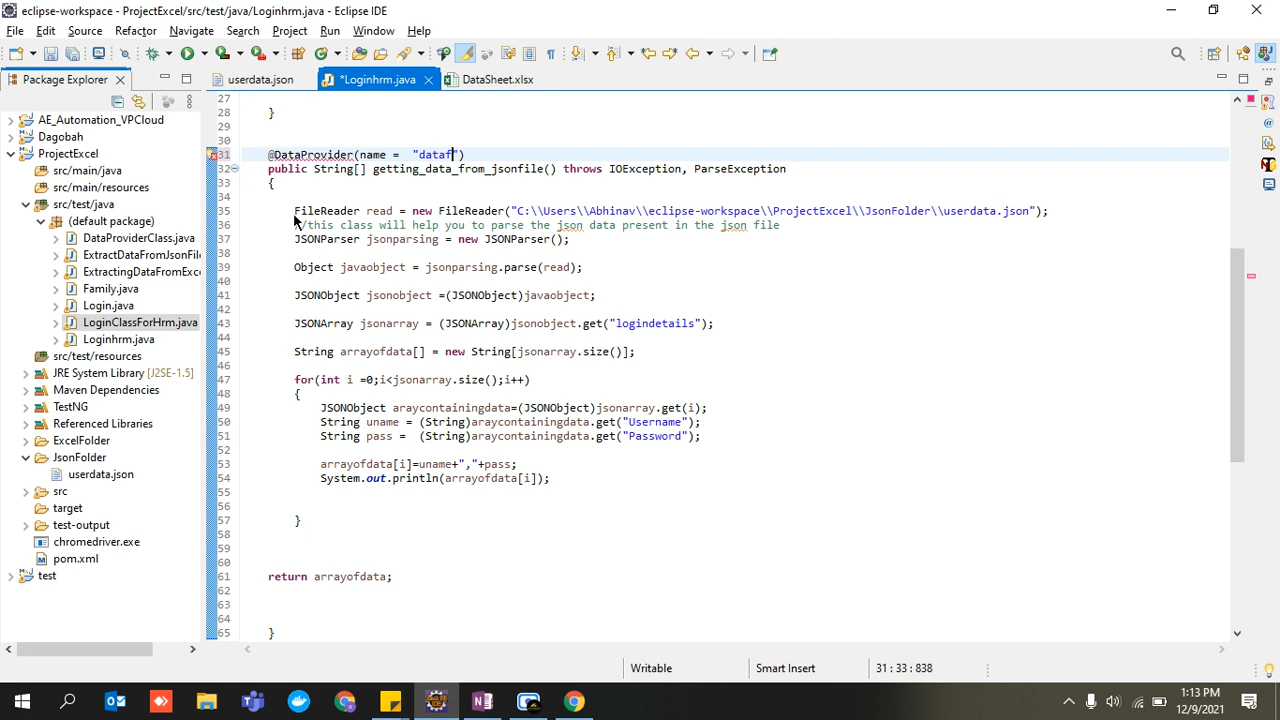 eclipse-workspace/src/test/java/Loginhrm.java - Eclipse IDE
File Edit Source Refactor Navigate Search Project Run Window Help
Package Explorer
userdata.json
*Loginhrm.java
DataSheet.xlsx
AE_Automation_VPCloud
Dagobah
ProjectExcel
src/main/java
src/main/resources
src/test/java
(default package)
DataProviderClass.java
ExtractDataFromJsonFil
ExtractingDataFromExce
Family.java
Login.java
LoginClassForHrm.java
Loginhrm.java
src/test/resources
JRE System Library [J2SE-1.5]
Maven Dependencies
TestNG
Referenced Libraries
ExcelFolder
JsonFolder
userdata.json
src
target
test-output
chromedriver.exe
pom.xml
test
27
28 }
29
30
31 @DataProvider(name =  "dataf")
32 public String[] getting_data_from_jsonfile() throws IOException, ParseException
33 {
34
35 FileReader read = new FileReader("C:\\Users\\Abhinav\\eclipse-workspace\\ProjectExcel\\JsonFolder\\userdata.json");
36 //this class will help you to parse the json data present in the json file
37 JSONParser jsonparsing = new JSONParser();
38
39 Object javaobject = jsonparsing.parse(read);
40
41 JSONObject jsonobject =(JSONObject)javaobject;
42
43 JSONArray jsonarray = (JSONArray)jsonobject.get("logindetails");
44
45 String arrayofdata[] = new String[jsonarray.size()];
46
47 for(int i =0;i<jsonarray.size();i++)
48 {
49 JSONObject araycontainingdata=(JSONObject)jsonarray.get(i);
50 String uname = (String)araycontainingdata.get("Username");
51 String pass =  (String)araycontainingdata.get("Password");
52
53 arrayofdata[i]=uname+","+pass;
54 System.out.println(arrayofdata[i]);
55
56
57 }
58
59
60
61 return arrayofdata;
62
63
64
65 }
Writable Smart Insert 31 : 33 : 838
1:13 PM
12/9/2021